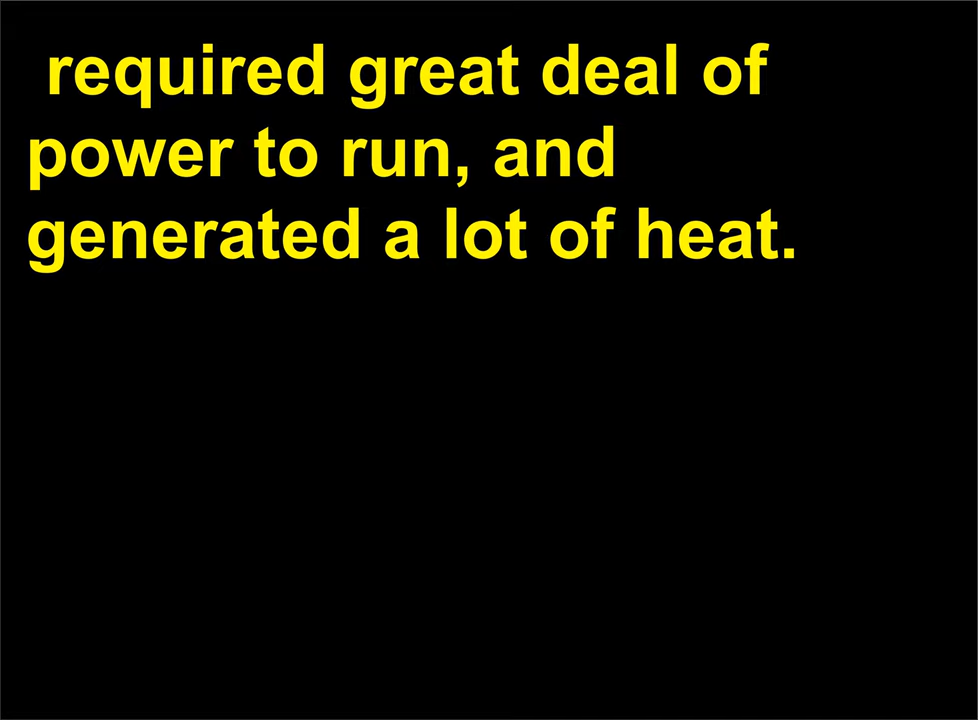 required great deal of
power to run, and
generated a lot of heat.